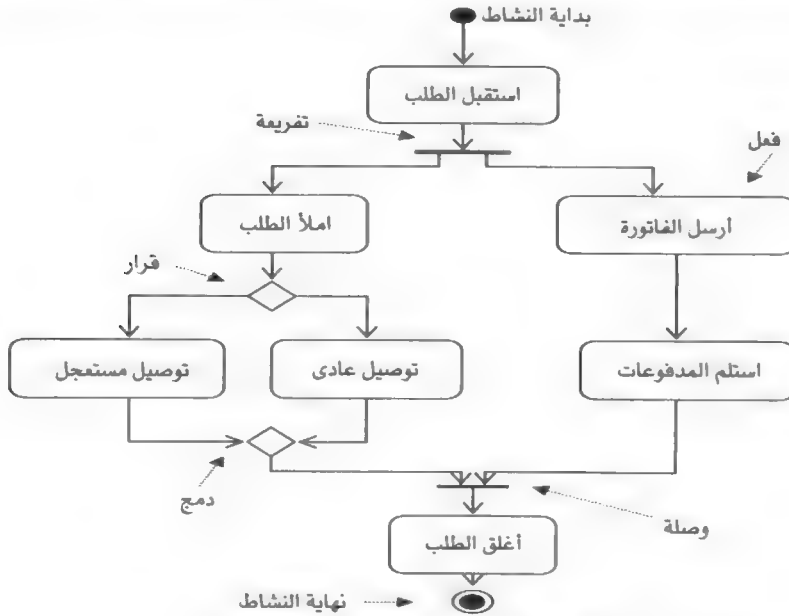 بداية النشاط
استقبل الطلب
تفريعة
فعل
أرسل الفاتورة
املأ الطلب
قرار
استلم المدفوعات
توصيل عادى
توصيل مستعجل
دمج
وصلة
أغلق الطلب
نهاية النشاط